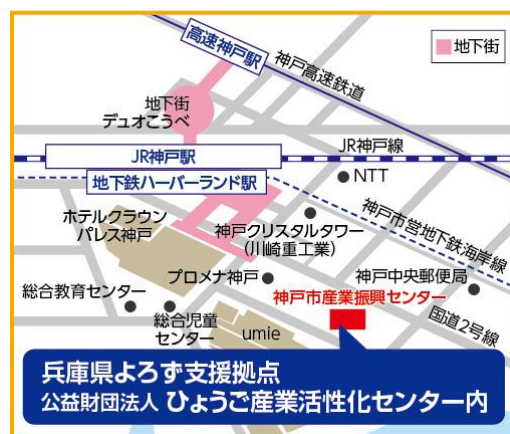 高速神戸駅
地下街
神戸高速鉄道
地下街
デュオこうべ
JR神戸線
JR神戸駅
NTT
地下鉄ハーバーランド駅
神戸市営地下鉄海岸線
ホテルクラウン
パレス神戸
神戸クリスタルタワー
(川崎重工業)
プロメナ神戸
神戸中央郵便局
総合教育センター
神戸市産業振興センター
国道2号線
総合児童
センター
umie
兵庫県よろず支援拠点
公益財団法人 ひょうご産業活性化センター内